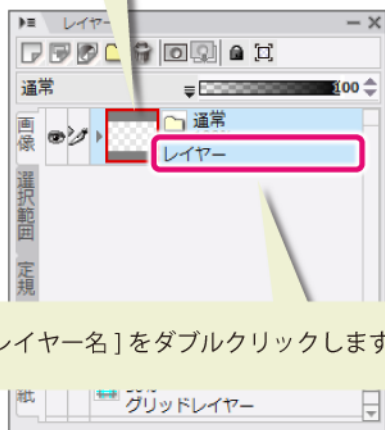 レイヤー
通常
100
画像
通常
レイヤー
選択範囲
定規
レイヤー名］をダブルクリックします
紙
グリッドレイヤー